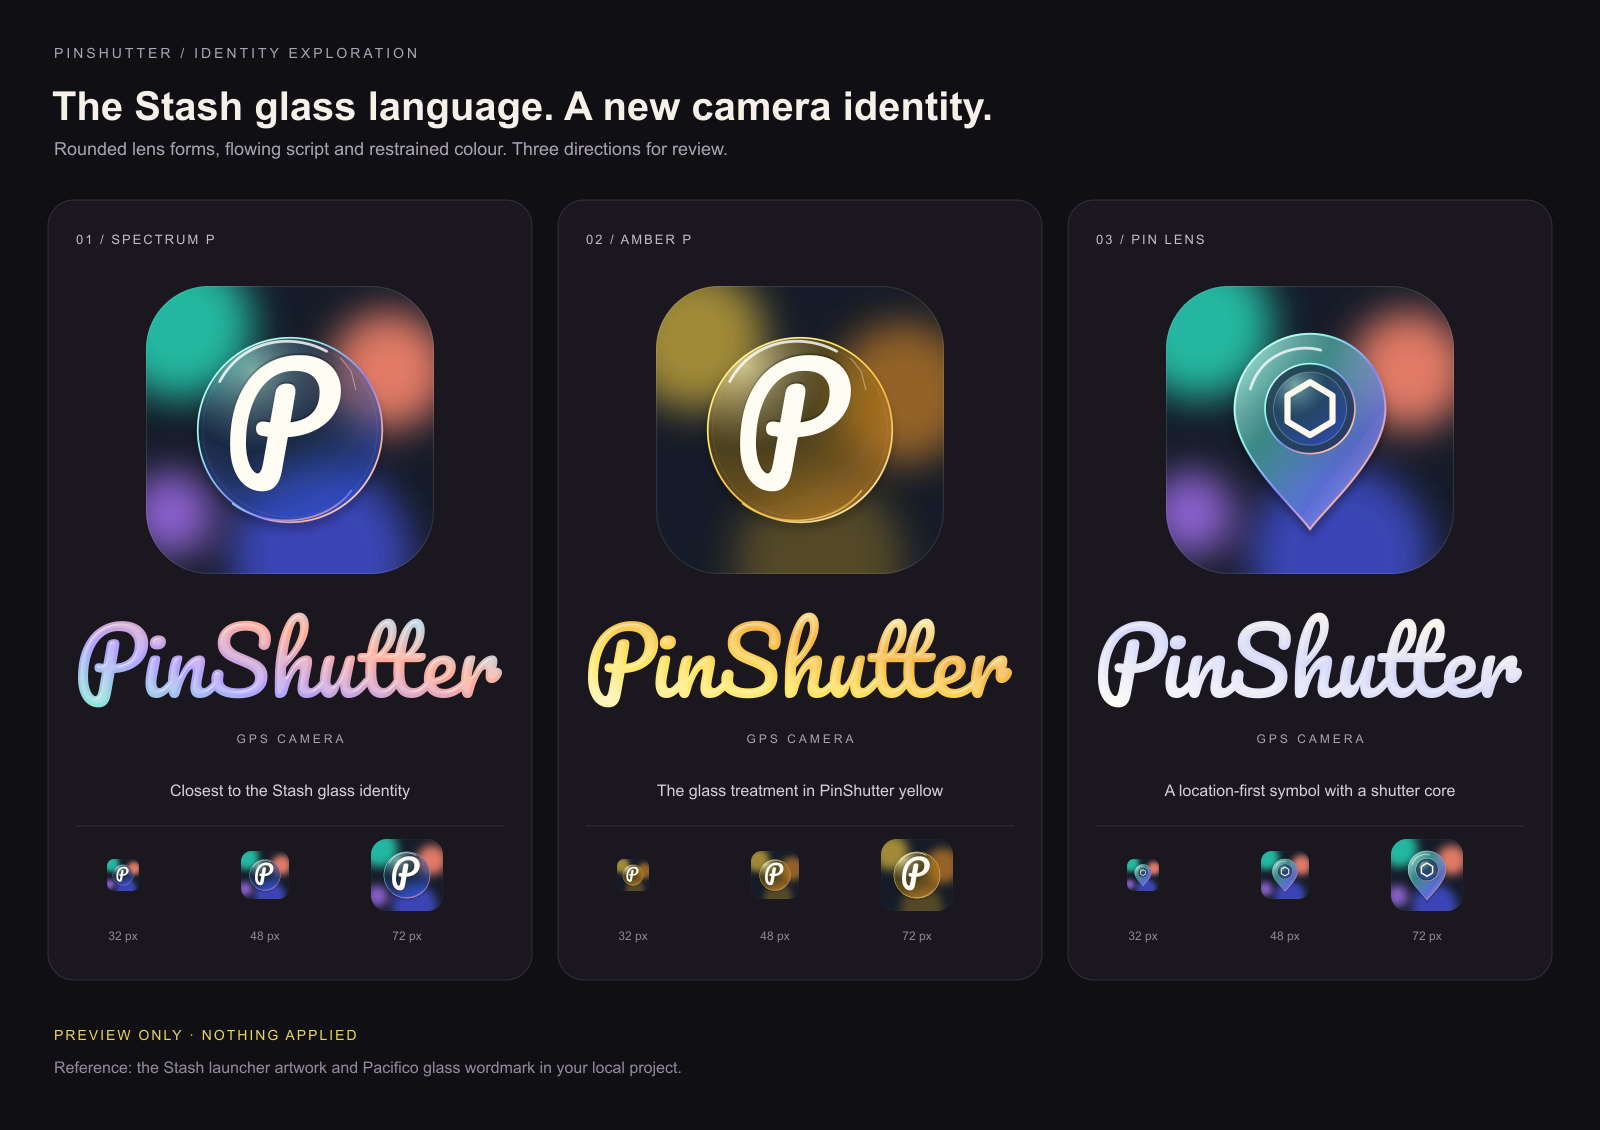 PINSHUTTER / IDENTITY EXPLORATION
The Stash glass language. A new camera identity.
Rounded lens forms, flowing script and restrained colour. Three directions for review.
01 / SPECTRUM P
P
PinShutter
GPS CAMERA
Closest to the Stash glass identity
P P P
32 px 48 px 72 px
02 / AMBER P
P
PinShutter
GPS CAMERA
The glass treatment in PinShutter yellow
P P P
32 px 48 px 72 px
03 / PIN LENS
PinShutter
GPS CAMERA
A location-first symbol with a shutter core
32 px 48 px 72 px
PREVIEW ONLY · NOTHING APPLIED
Reference: the Stash launcher artwork and Pacifico glass wordmark in your local project.